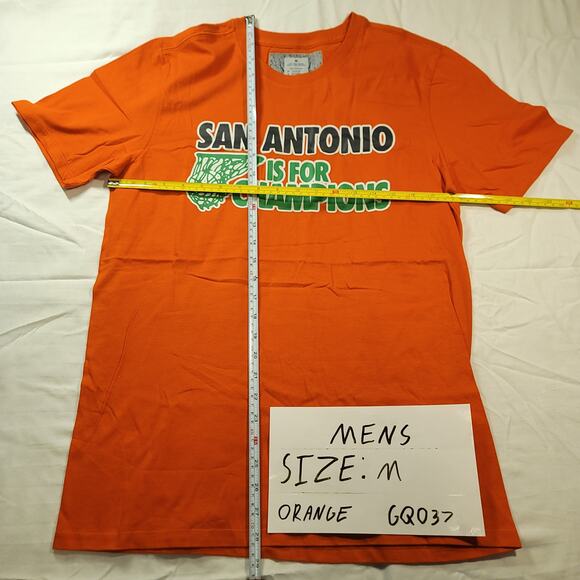 M
SAN ANTONIO
IS FOR
CHAMPIONS
MENS
SIZE: M
ORANGE GQ037